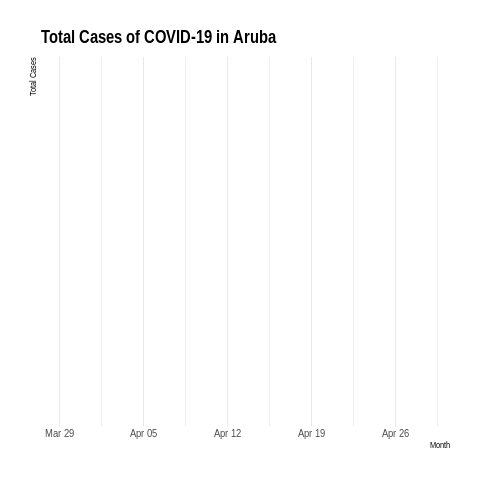 Total Cases of COVID-19 in Aruba
Total Cases
Mar 29 Apr 05 Apr 12 Apr 19 Apr 26
Month